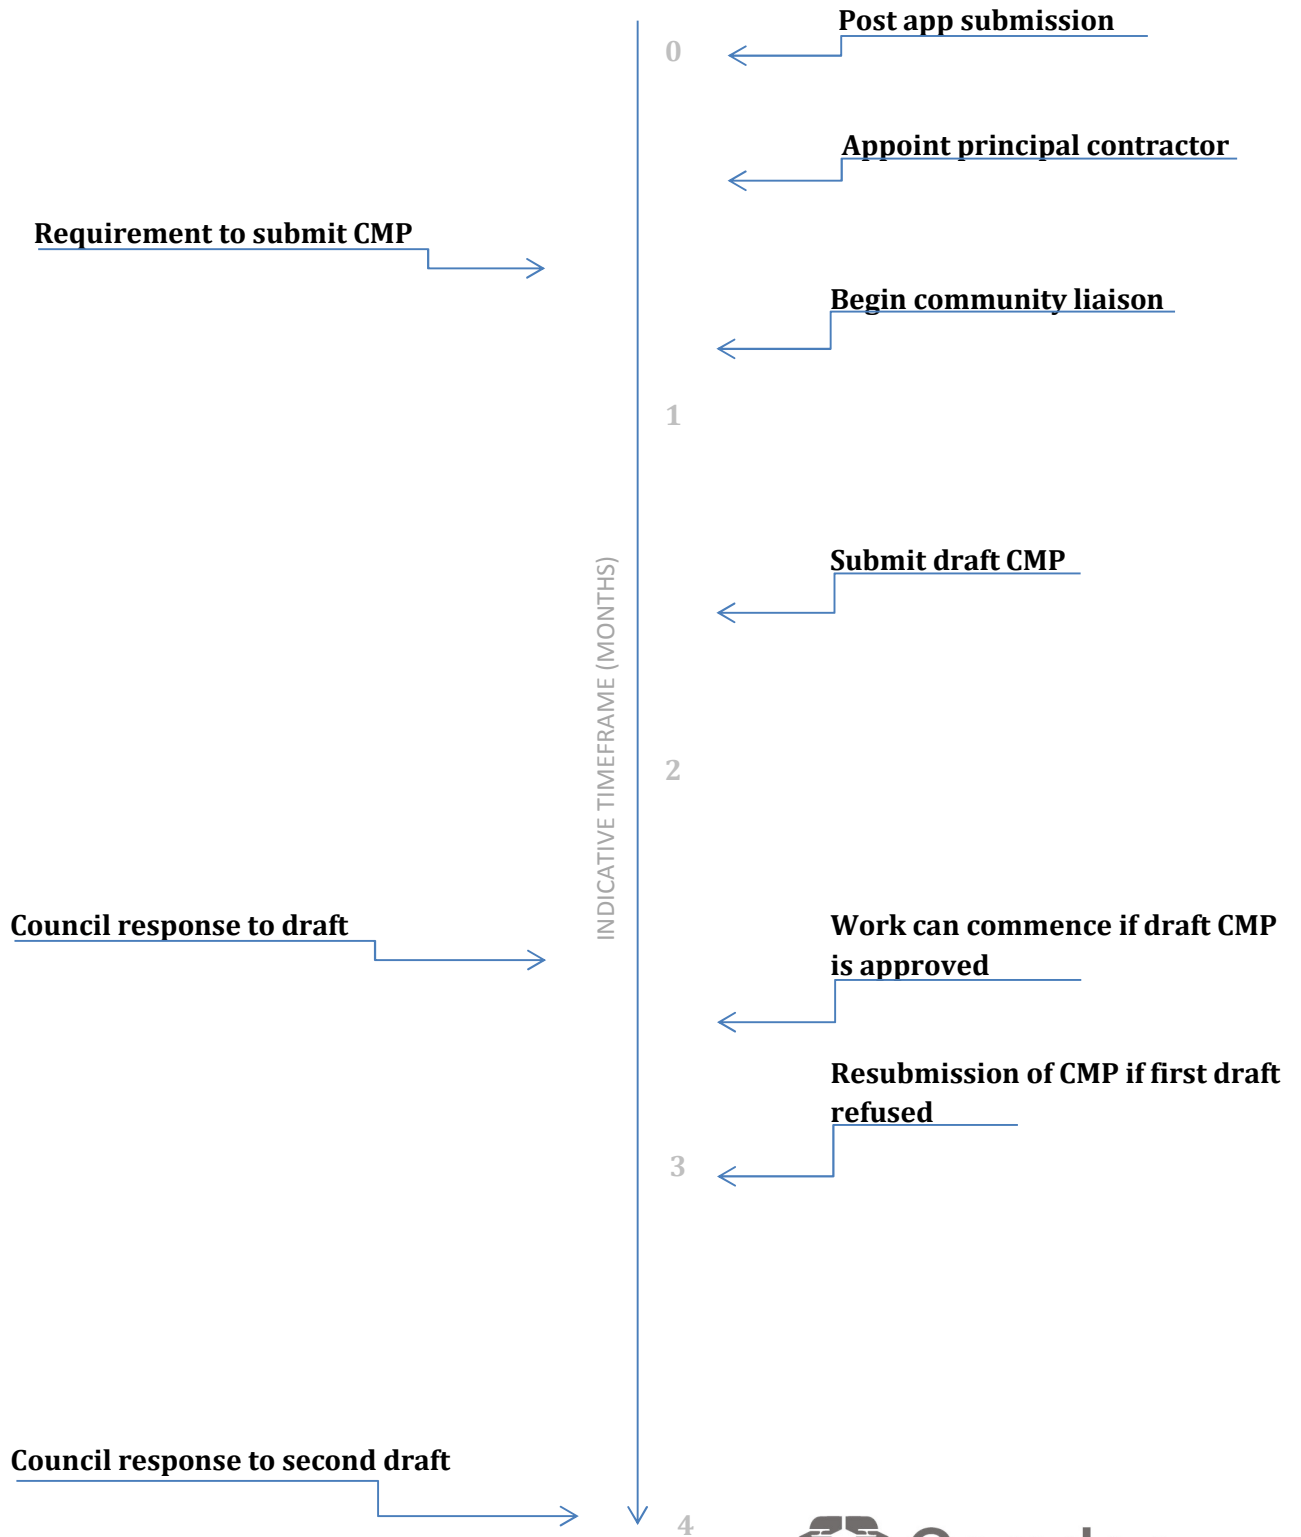 Post app submission
0
Appoint principal contractor
Requirement to submit CMP
Begin community liaison
1
Submit draft CMP
INDICATIVE TIMEFRAME (MONTHS)
2
Council response to draft
Work can commence if draft CMP
is approved
Resubmission of CMP if first draft
refused
3
Council response to second draft
4